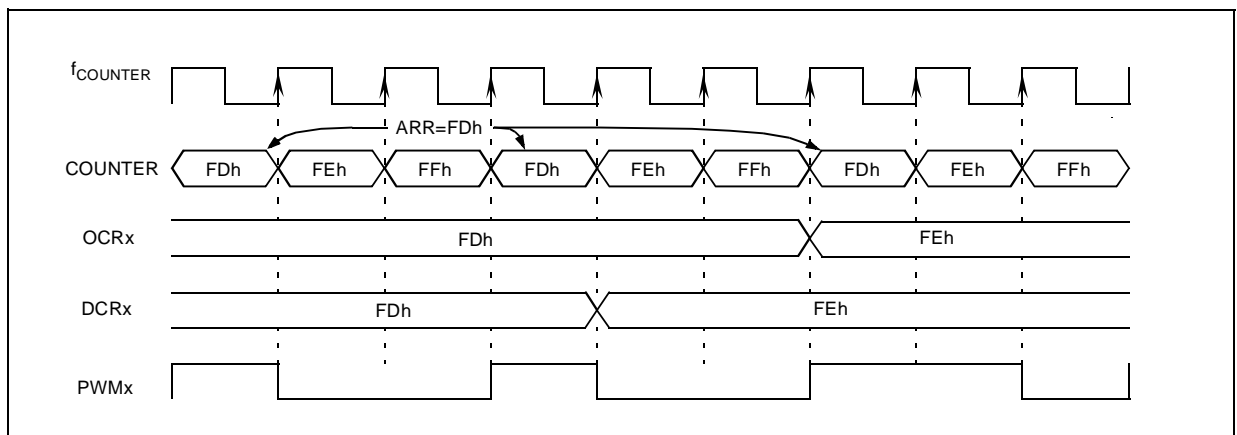 fCOUNTER
ARR=FDh
COUNTER FDh FEh FFh FDh FEh FFh FDh FEh FFh
OCRx FDh FEh
DCRx FDh FEh
PWMx